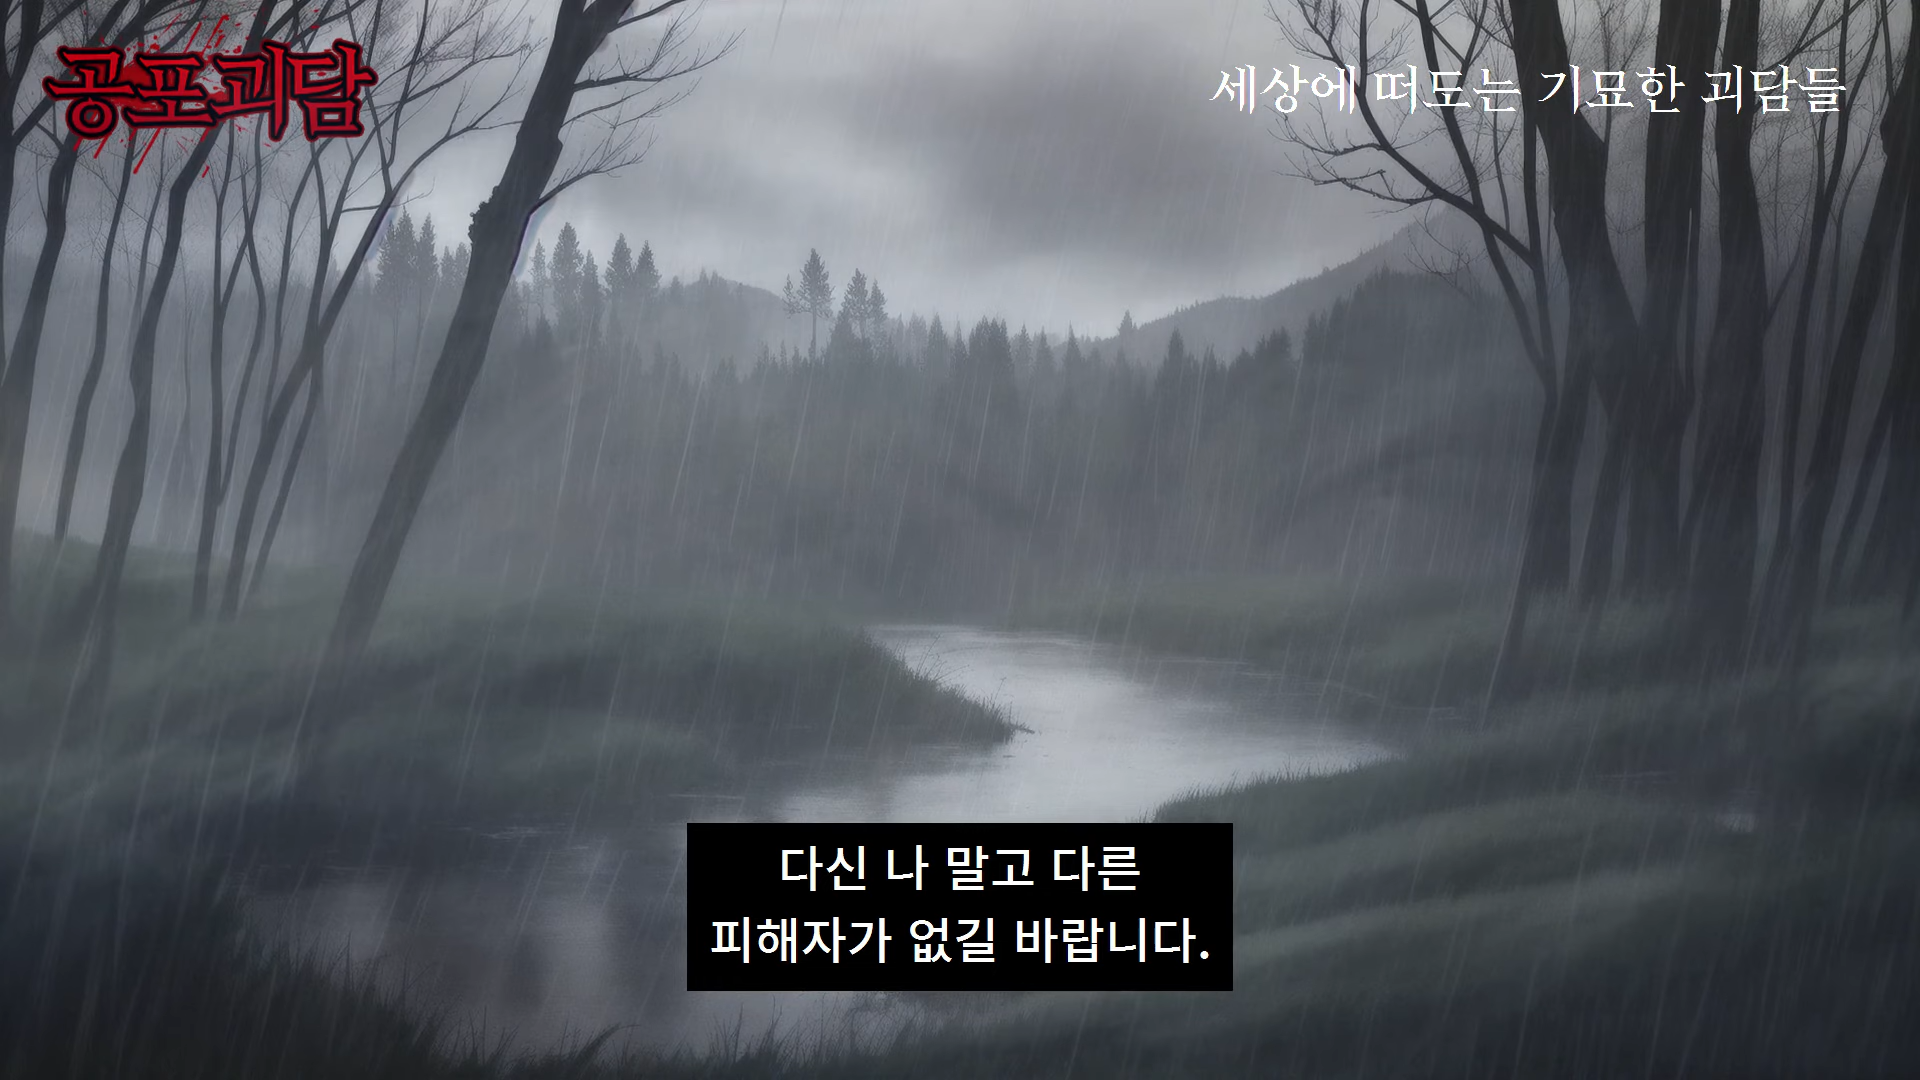 공포괴담
세상에 떠도는 기묘한 괴담들
다신 나 말고 다른
피해자가 없길 바랍니다.